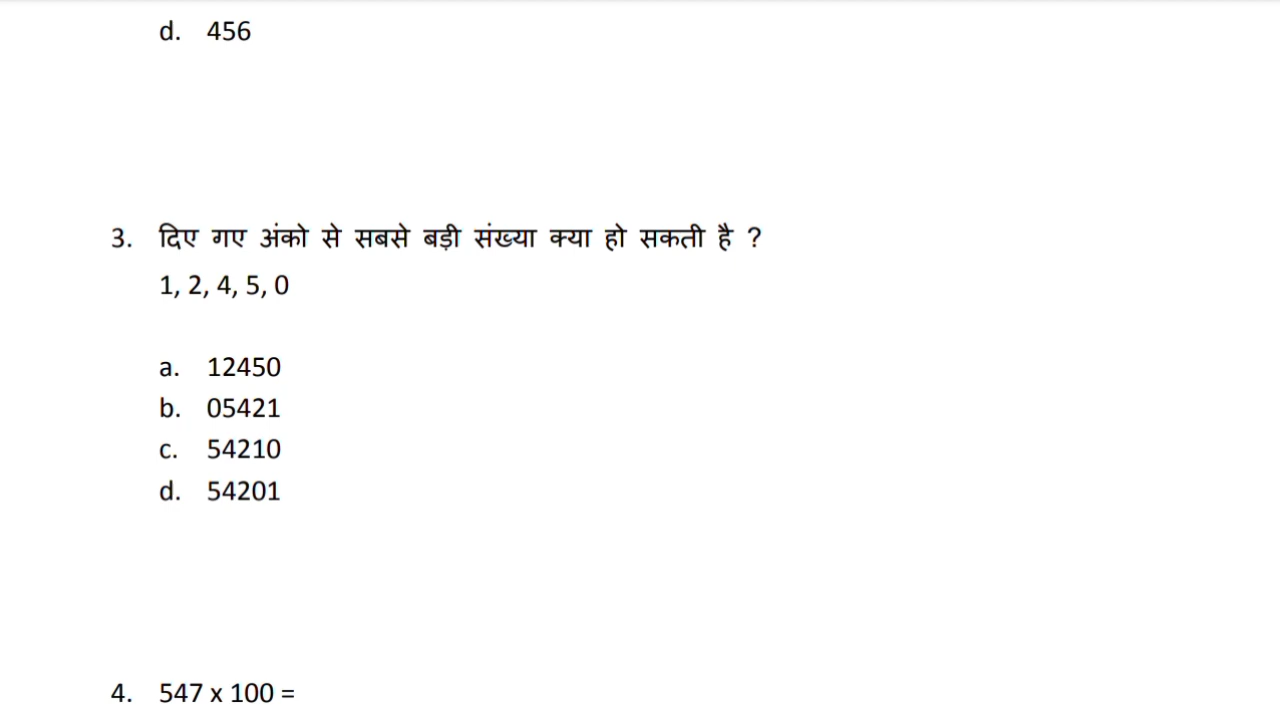 d. 456
3. दिए गए अंको से सबसे बड़ी संख्या क्या हो सकती है ?
1, 2, 4, 5, 0
a. 12450
b. 05421
c. 54210
d. 54201
4. 547 x 100 =